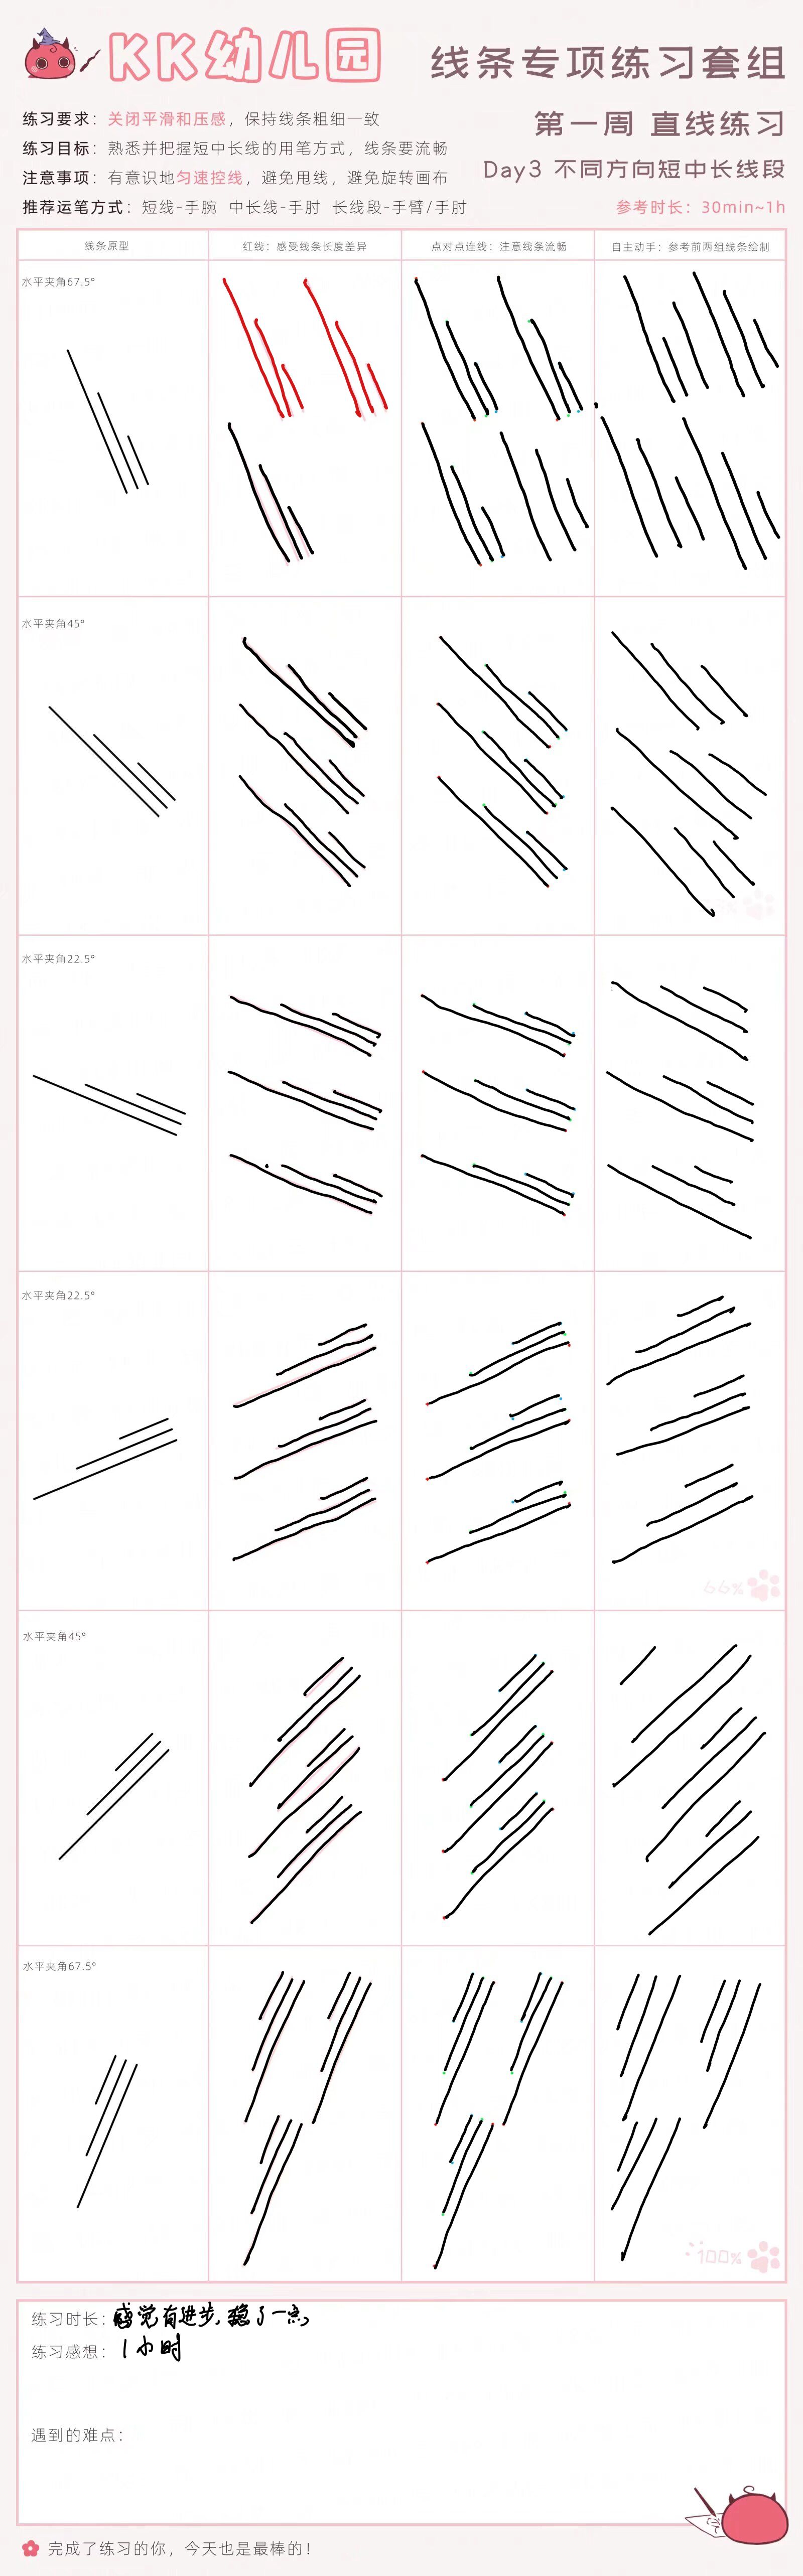 KK幼儿园
线条专项练习套组
第一周 直线练习
Day3 不同方向短中长线段
参考时长：30min~1h
练习要求：关闭平滑和压感，保持线条粗细一致
练习目标：熟悉并把握短中长线的用笔方式，线条要流畅
注意事项：有意识地匀速控线，避免甩线，避免旋转画布
推荐运笔方式：短线-手腕 中长线-手肘 长线段-手臂/手肘
线条原型
红线：感受线条长度差异
点对点连线：注意线条流畅
自主动手：参考前两组线条绘制
水平夹角67.5°
水平夹角45°
水平夹角22.5°
水平夹角22.5°
66%
水平夹角45°
水平夹角67.5°
100%
练习时长：感觉有进步，稳了一点，
练习感想：1小时
遇到的难点：
完成了练习的你，今天也是最棒的！